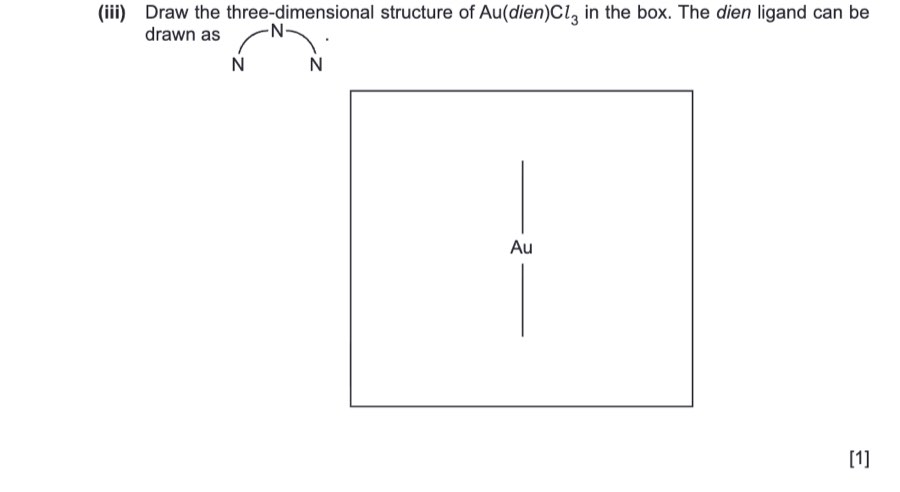 (iii) Draw the three-dimensional structure of Au(dien)Cl₃ in the box. The dien ligand can be
drawn as
N
N N .
Au
[1]